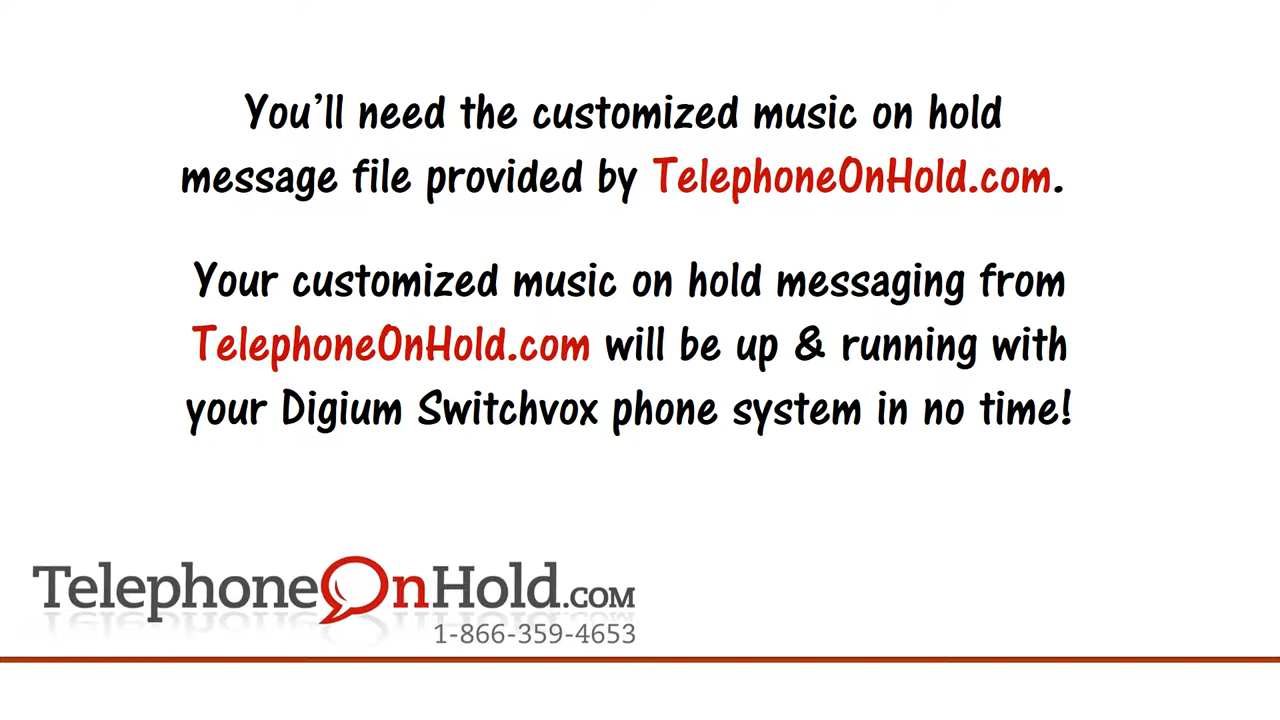 You’ll need the customized music on hold
message file provided by TelephoneOnHold.com.
Your customized music on hold messaging from
TelephoneOnHold.com will be up & running with
your Digium Switchvox phone system in no time!
TelephoneOnHold.COM
1-866-359-4653